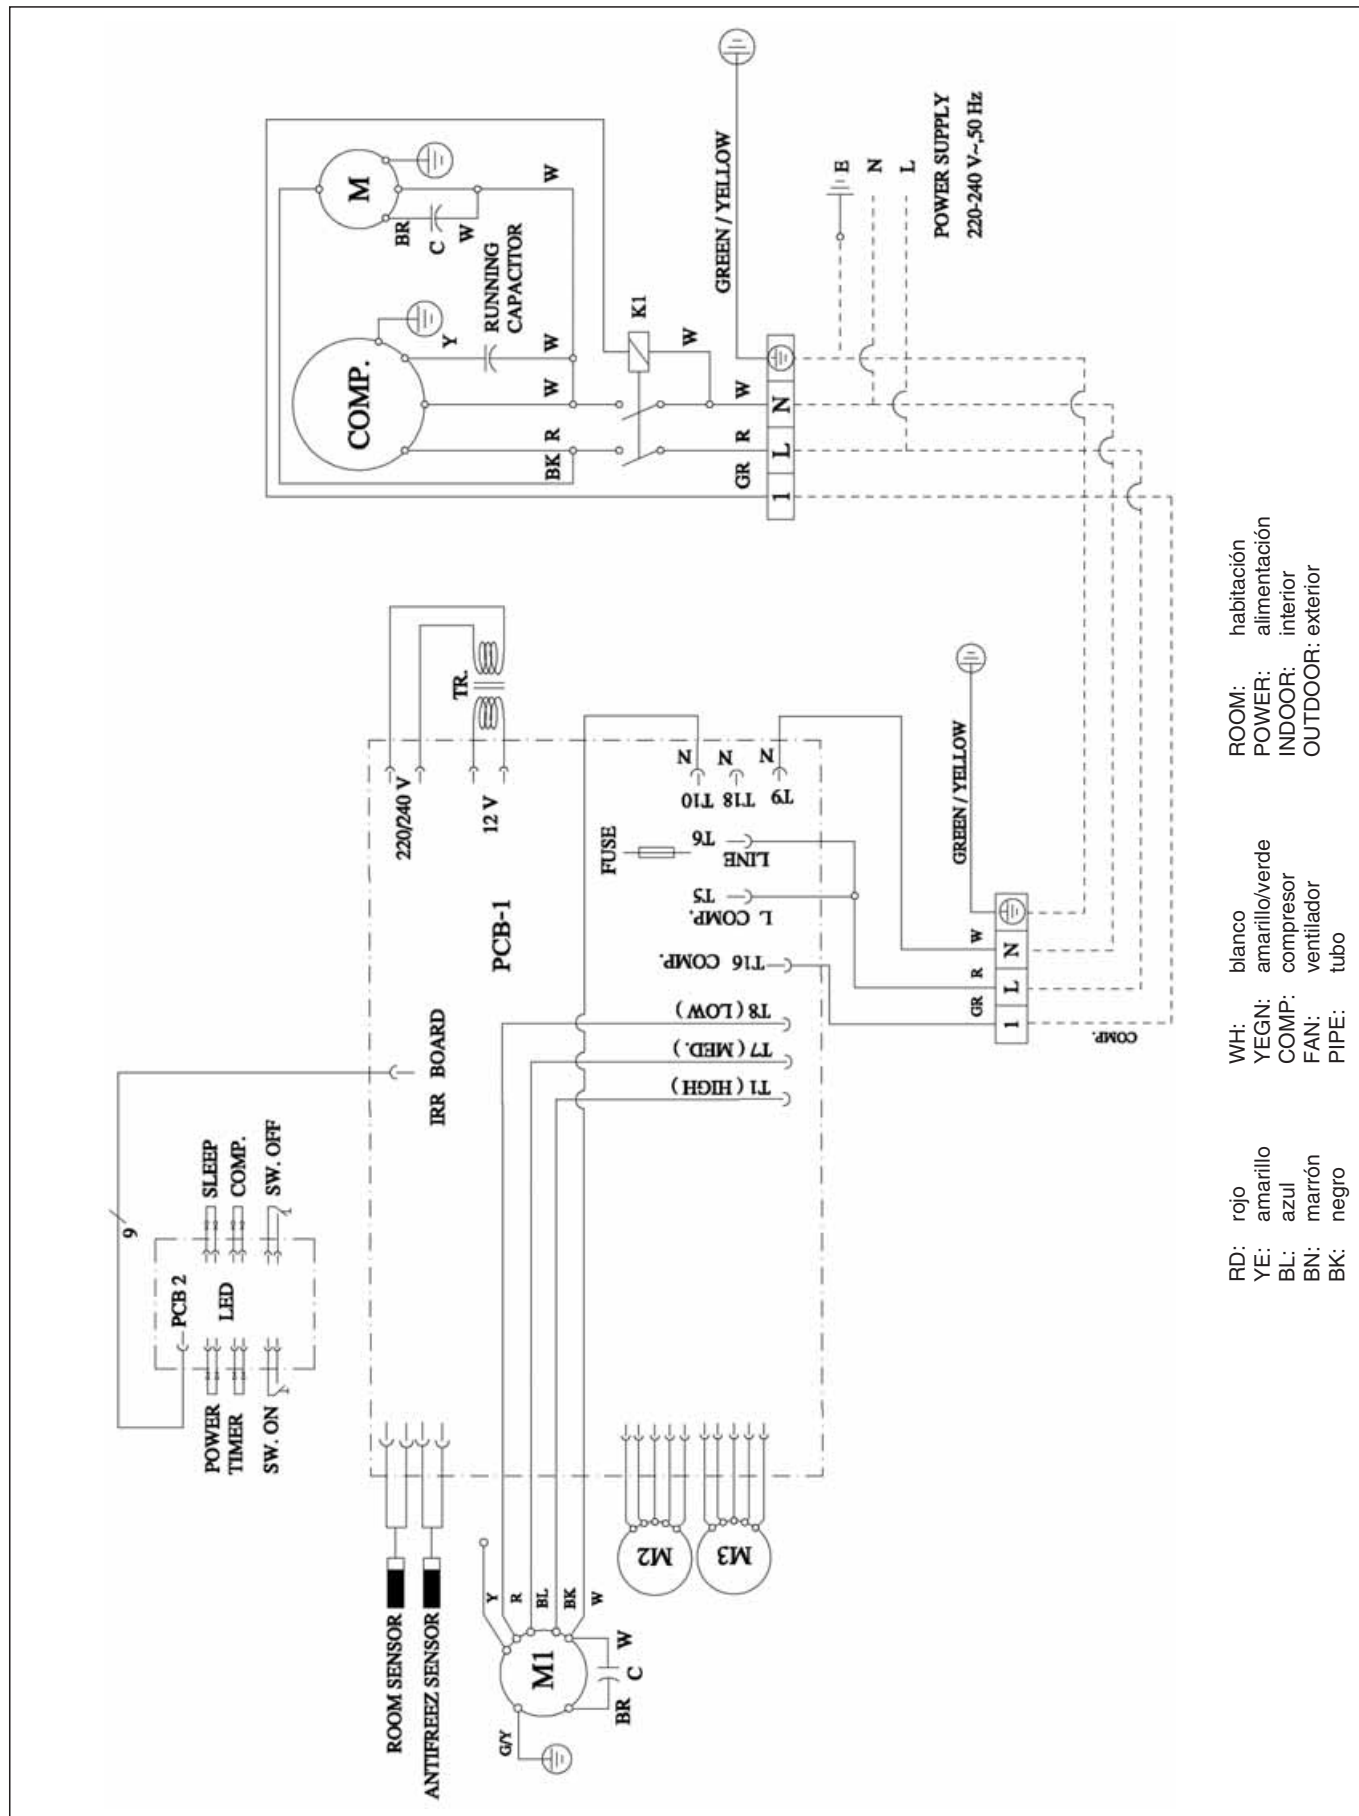 ROOM SENSOR
ANTIFREEZ SENSOR
POWER
TIMER
SW. ON
PCB 2
LED
SLEEP
COMP.
SW. OFF
9
IRR BOARD
PCB-1
220/240 V
12 V
TR.
FUSE
G/Y
M1
BR
C
W
Y
R
BL
BK
W
M2
M3
T1 ( HIGH )
T7 ( MED. )
T8 ( LOW )
T16 COMP.
T5
L. COMP.
T6
LINE
T10
N
T18
N
T9
N
GR
R
W
1
L
N
COMP.
GREEN / YELLOW
COMP.
Y
RUNNING
CAPACITOR
M
BR
C
W
W
BK
R
W
W
K1
W
GR
R
W
1
L
N
GREEN / YELLOW
E
N
L
POWER SUPPLY
220-240 V~,50 Hz
RD: rojo
YE: amarillo
BL: azul
BN: marrón
BK: negro
WH: blanco
YEGN: amarillo/verde
COMP: compresor
FAN: ventilador
PIPE: tubo
ROOM: habitación
POWER: alimentación
INDOOR: interior
OUTDOOR: exterior